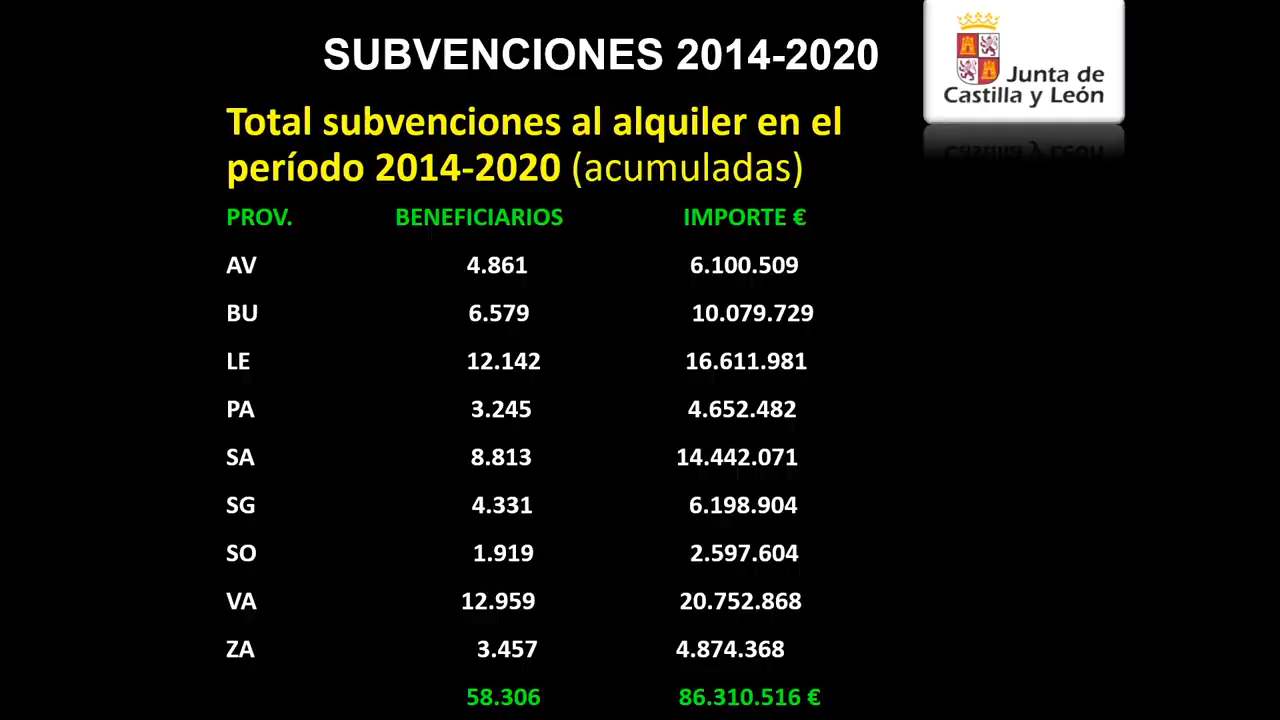 SUBVENCIONES 2014-2020
Junta de
Castilla y León
Total subvenciones al alquiler en el
período 2014-2020 (acumuladas)
PROV. BENEFICIARIOS IMPORTE €
AV 4.861 6.100.509
BU 6.579 10.079.729
LE 12.142 16.611.981
PA 3.245 4.652.482
SA 8.813 14.442.071
SG 4.331 6.198.904
SO 1.919 2.597.604
VA 12.959 20.752.868
ZA 3.457 4.874.368
58.306 86.310.516 €